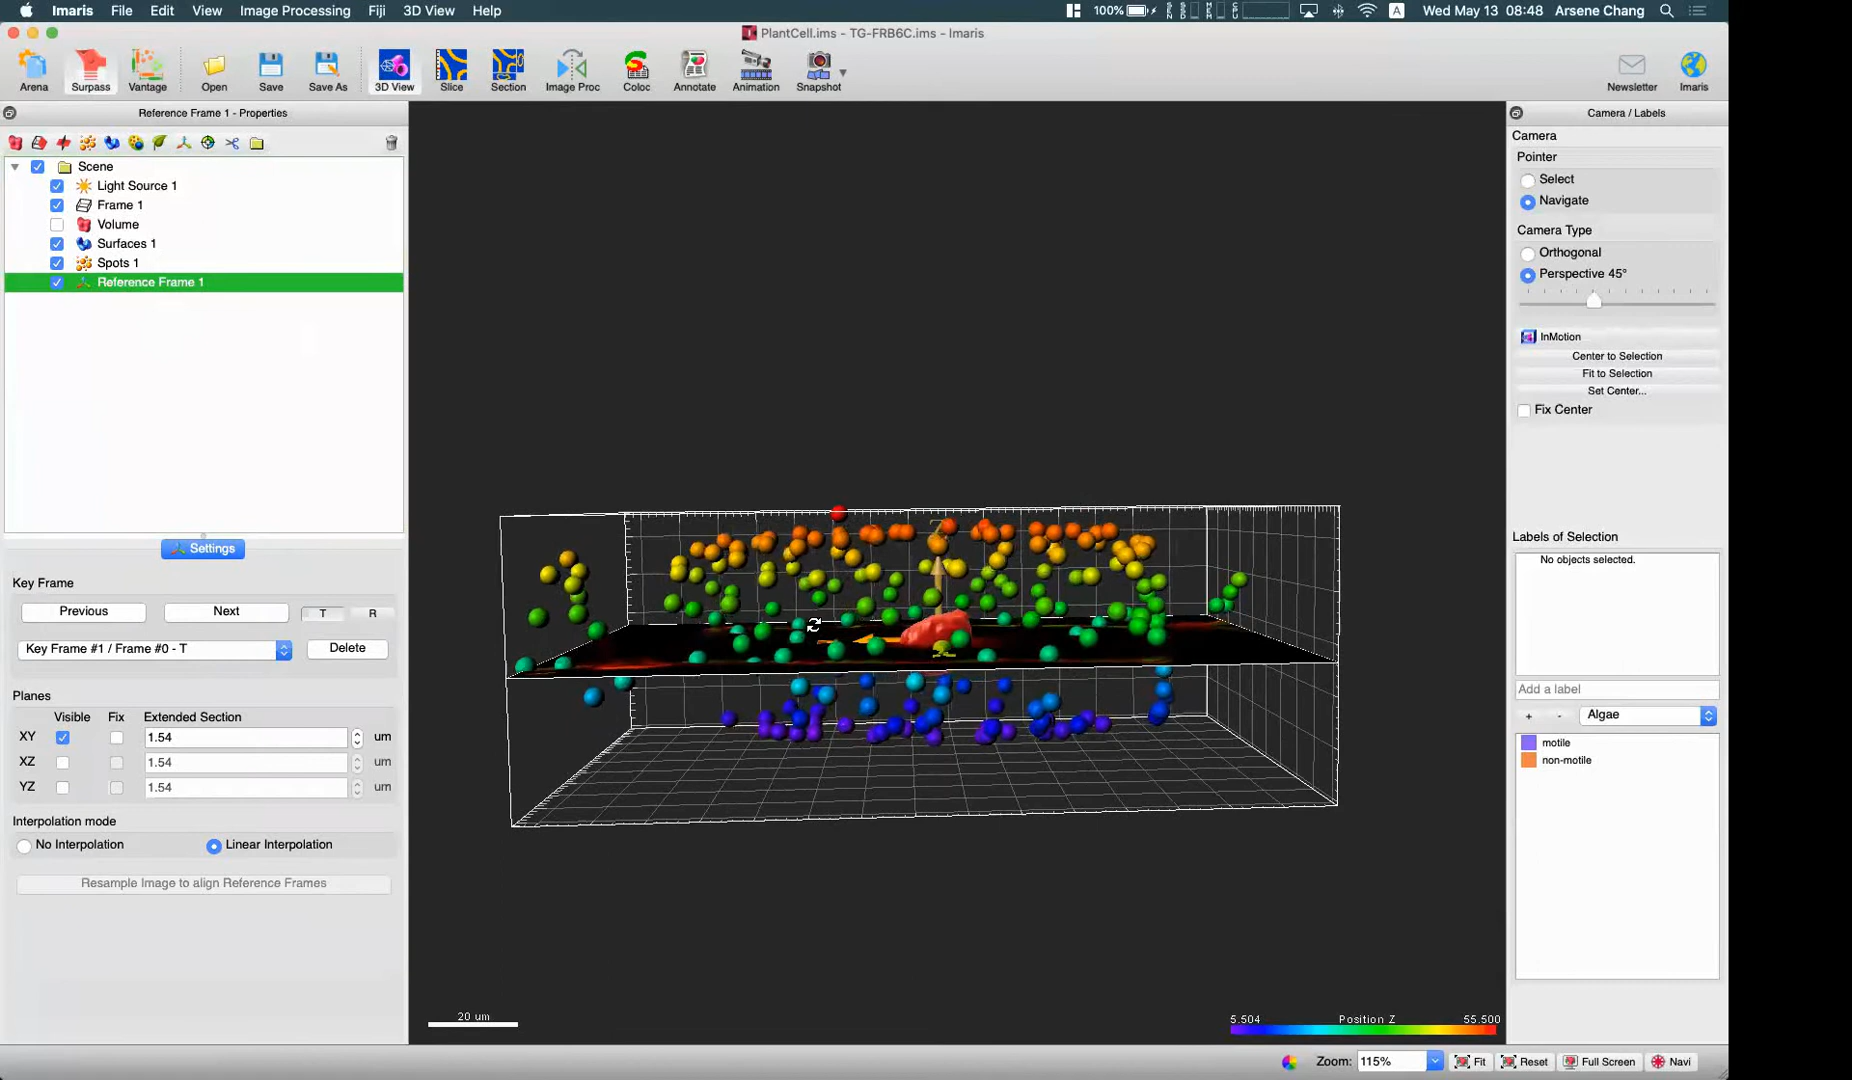 Imaris File Edit View Image Processing Fiji 3D View Help 100% A Wed May 13 08:48 Arsene Chang
PlantCell.ims - TG-FRB6C.ims - Imaris
Arena Surpass Vantage Open Save Save As 3D View Slice Section Image Proc Coloc Annotate Animation Snapshot Newsletter Imaris
Reference Frame 1 - Properties
Scene
Light Source 1
Frame 1
Volume
Surfaces 1
Spots 1
Reference Frame 1
Settings
Key Frame
Previous Next T R
Key Frame #1 / Frame #0 - T Delete
Planes
Visible Fix Extended Section
XY 1.54 um
XZ 1.54 um
YZ 1.54 um
Interpolation mode
No Interpolation Linear Interpolation
Resample Image to align Reference Frames
Z
20 um
5.504 Position Z 55.500
Camera / Labels
Camera
Pointer
Select
Navigate
Camera Type
Orthogonal
Perspective 45°
InMotion
Center to Selection
Fit to Selection
Set Center...
Fix Center
Labels of Selection
No objects selected.
Add a label
+ - Algae
motile
non-motile
Zoom: 115% Fit Reset Full Screen Navi